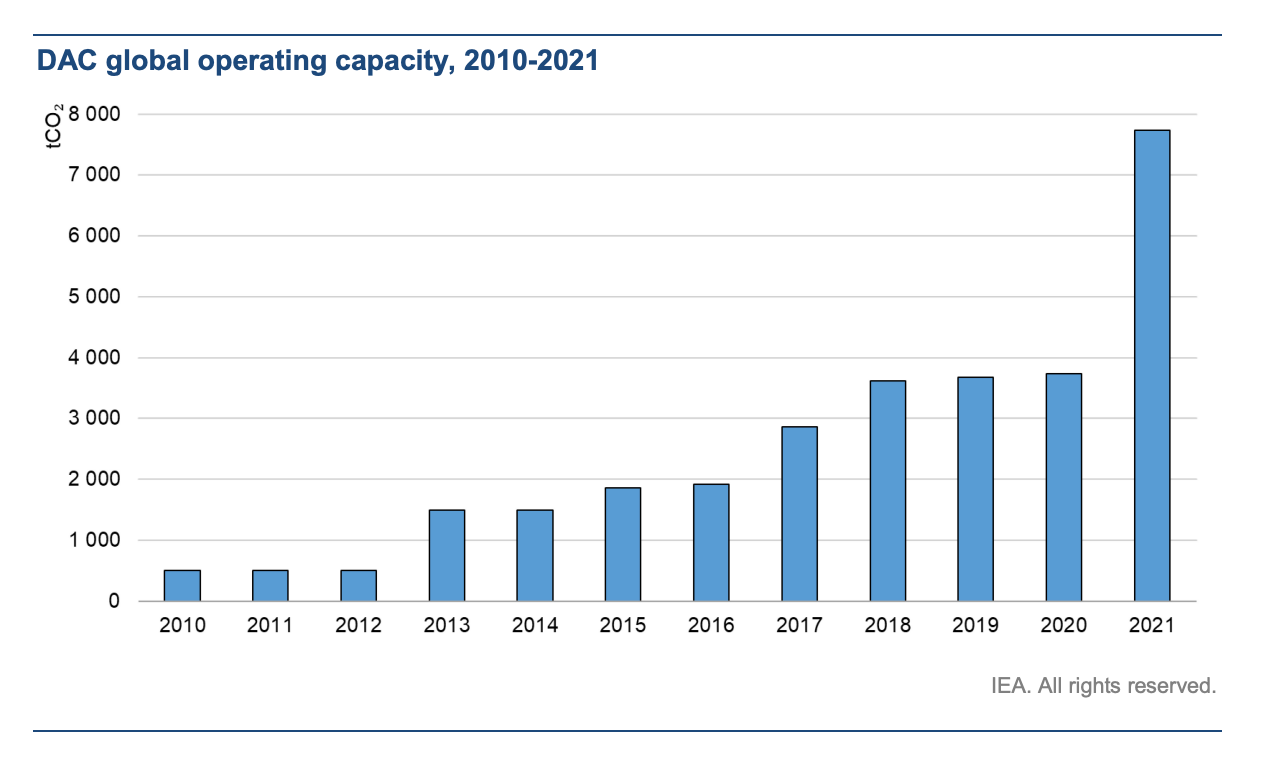 DAC global operating capacity, 2010-2021
tCO₂
8 000
7 000
6 000
5 000
4 000
3 000
2 000
1 000
0
2010 2011 2012 2013 2014 2015 2016 2017 2018 2019 2020 2021
IEA. All rights reserved.